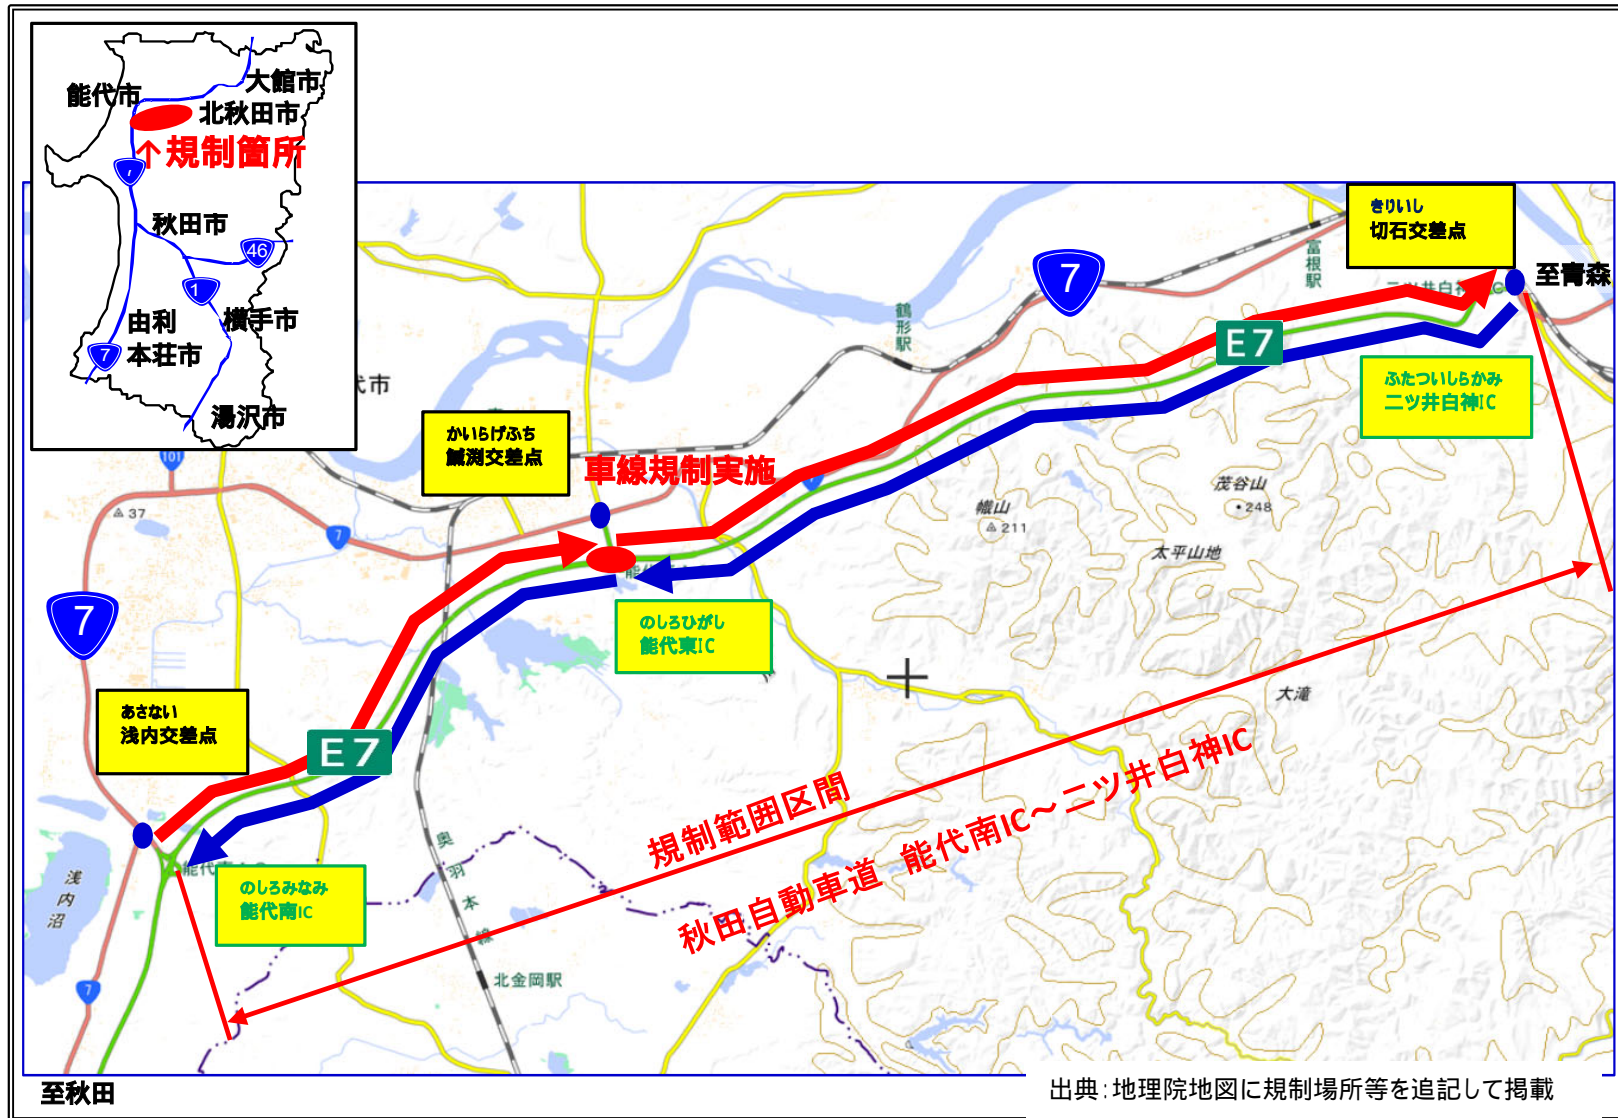 能代市
大館市
北秋田市
↑規制箇所
7
秋田市
46
1
由利
本荘市
7
横手市
湯沢市
きりいし
切石交差点
至青森
富根駅
7
鶴形駅
E7
ふたついしらかみ
二ツ井白神IC
代市
かいらげふち
鰄渕交差点
車線規制実施
101
37
7
幟山
211
茂谷山
248
太平山地
7
のしろひがし
能代東IC
大滝
あさない
浅内交差点
E7
規制範囲区間
秋田自動車道 能代南IC～二ツ井白神IC
奥羽本線
浅内沼
のしろみなみ
能代南IC
北金岡駅
7
至秋田
出典:地理院地図に規制場所等を追記して掲載